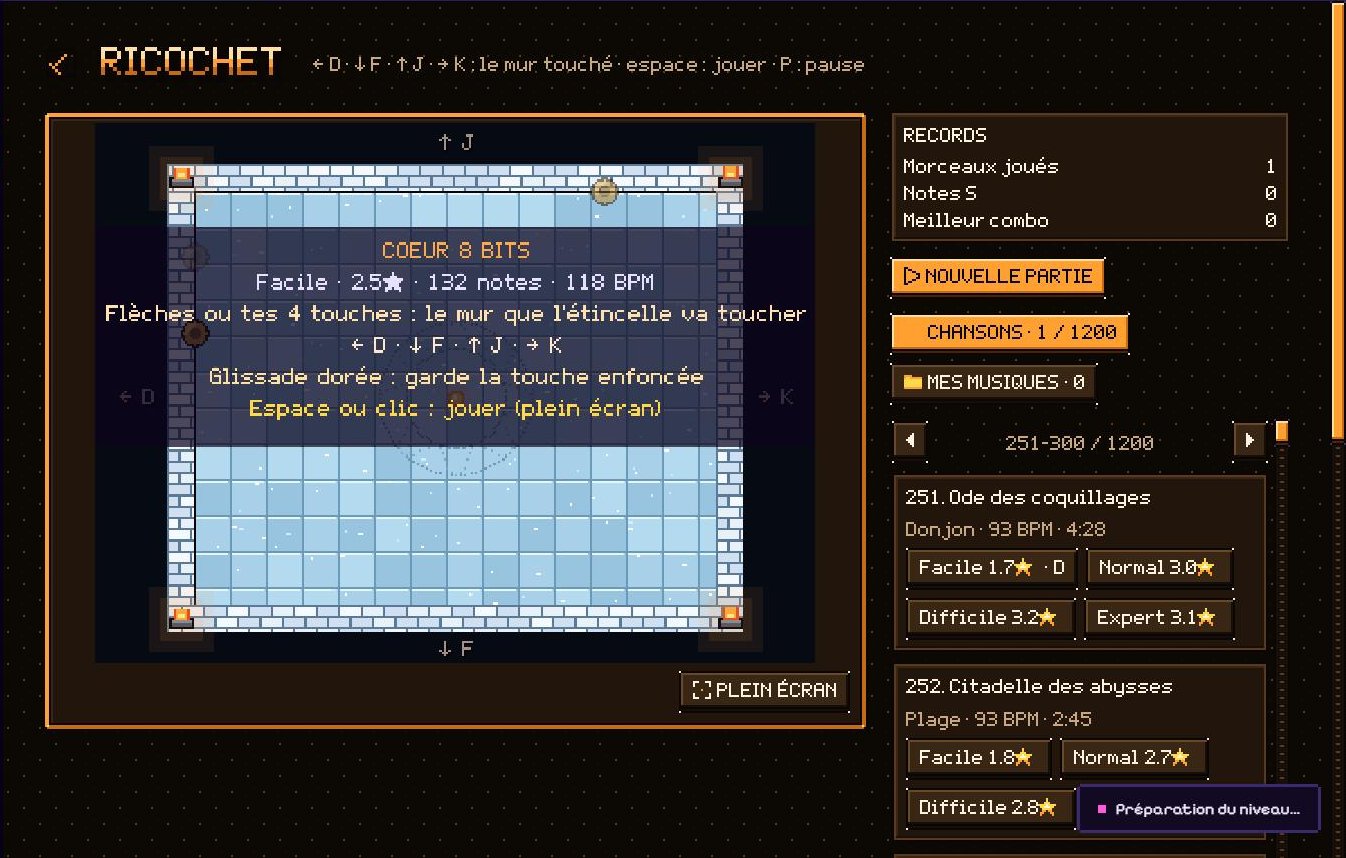 RICOCHET
← D · ↓ F · ↑ J · → K : le mur touché · espace : jouer · P : pause
↑ J
COEUR 8 BITS
Facile · 2.5★ · 132 notes · 118 BPM
Flèches ou tes 4 touches : le mur que l'étincelle va toucher
← D · ↓ F · ↑ J · → K
← D
→ K
Glissade dorée : garde la touche enfoncée
Espace ou clic : jouer (plein écran)
↓ F
PLEIN ÉCRAN
RECORDS
Morceaux joués 1
Notes S 0
Meilleur combo 0
NOUVELLE PARTIE
CHANSONS · 1 / 1200
MES MUSIQUES · 0
251-300 / 1200
251. Ode des coquillages
Donjon · 93 BPM · 4:28
Facile 1.7⭐ · D
Normal 3.0⭐
Difficile 3.2⭐
Expert 3.1⭐
252. Citadelle des abysses
Plage · 93 BPM · 2:45
Facile 1.8⭐
Normal 2.7⭐
Difficile 2.8⭐
Préparation du niveau...